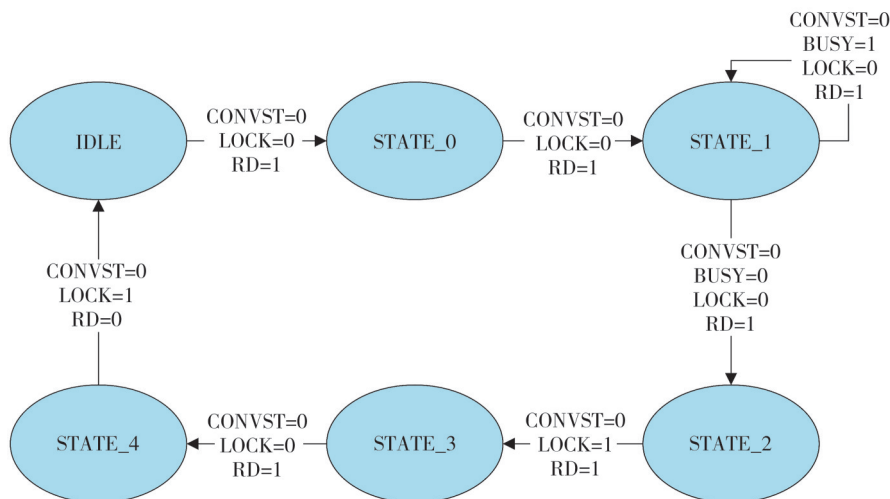 CONVST=0
BUSY=1
LOCK=0
RD=1
IDLE
CONVST=0
LOCK=0
RD=1
STATE_0
CONVST=0
LOCK=0
RD=1
STATE_1
CONVST=0
LOCK=1
RD=0
CONVST=0
BUSY=0
LOCK=0
RD=1
STATE_4
CONVST=0
LOCK=0
RD=1
STATE_3
CONVST=0
LOCK=1
RD=1
STATE_2